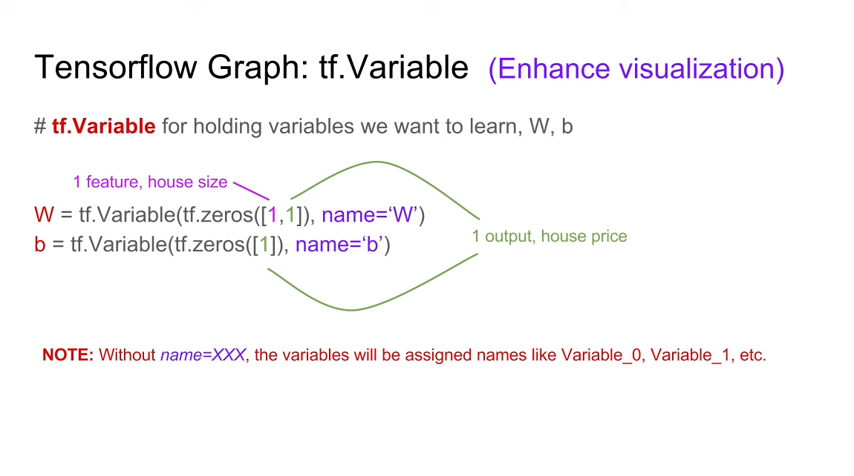 Tensorflow Graph: tf.Variable (Enhance visualization)
# tf.Variable for holding variables we want to learn, W, b
1 feature, house size
W = tf.Variable(tf.zeros([1,1]), name=‘W’)
b = tf.Variable(tf.zeros([1]), name=‘b’)
1 output, house price
NOTE: Without name=XXX, the variables will be assigned names like Variable_0, Variable_1, etc.